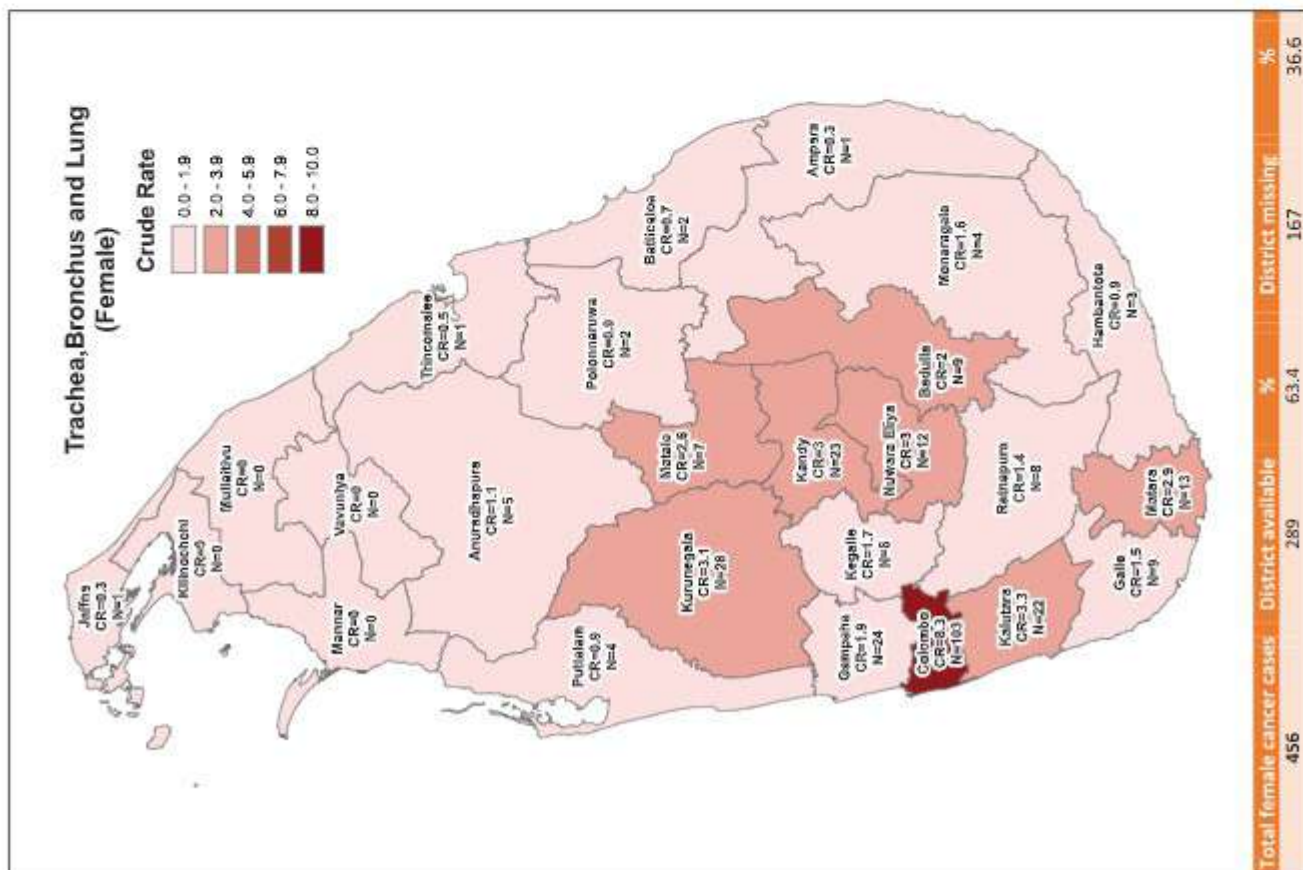 Trachea,Bronchus and Lung
(Female)
Crude Rate
0.0 - 1.9
2.0 - 3.9
4.0 - 5.9
6.0 - 7.9
8.0 - 10.0
Jaffna
CR=0.3
N=1
Kilinochchi
CR=0
N=0
Mullaitivu
CR=0
N=0
Mannar
CR=0
N=0
Vavuniya
CR=0
N=0
Anuradhapura
CR=1.1
N=5
Thincomalee
CR=0.5
N=1
Puttalam
CR=0.9
N=4
Polonnaruwa
CR=0.9
N=2
Batticaloa
CR=0.7
N=2
Kurunegala
CR=3.1
Matale
CR=2.6
N=7
Kandy
CR=3
N=23
Ampara
CR=0.3
N=1
Gampaha
CR=1.9
N=24
Kegalle
CR=1.7
Nuwara Eliya
CR=3
N=12
Badulla
CR=2
N=9
Monaragala
CR=1.6
N=4
Colombo
CR=8.3
N=103
Kalutara
CR=3.3
N=22
Ratnapura
CR=1.4
N=8
Galle
CR=1.5
N=9
Matara
CR=2.9
N=13
Hambantota
CR=0.9
N=3
Total female cancer cases District available % District missing %
456 289 63.4 167 36.6